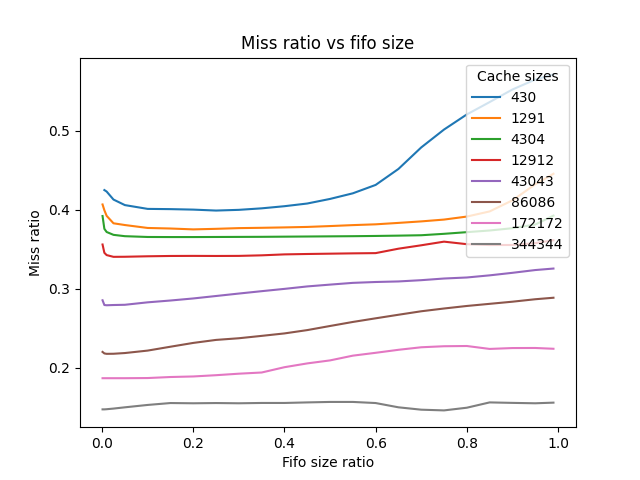 Miss ratio vs fifo size
Miss ratio
0.5
0.4
0.3
0.2
Cache sizes
430
1291
4304
12912
43043
86086
172172
344344
0.0 0.2 0.4 0.6 0.8 1.0
Fifo size ratio